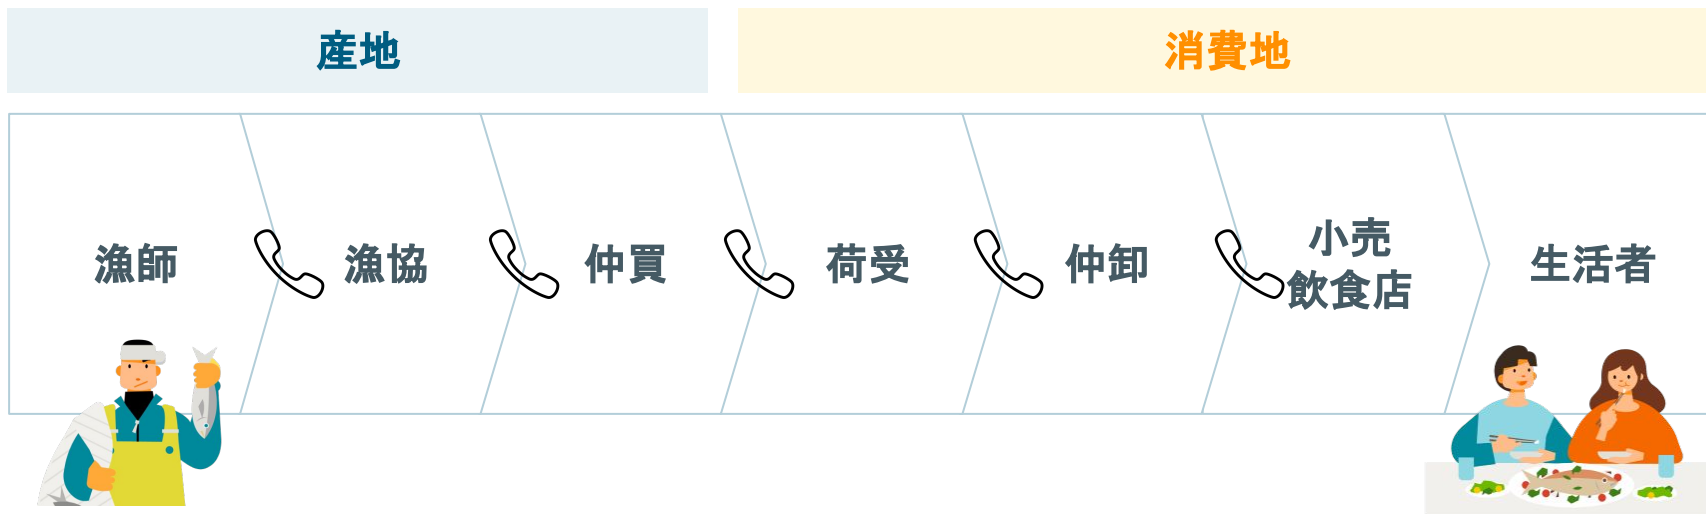 産地
消費地
漁師
漁協
仲買
荷受
仲卸
小売
飲食店
生活者